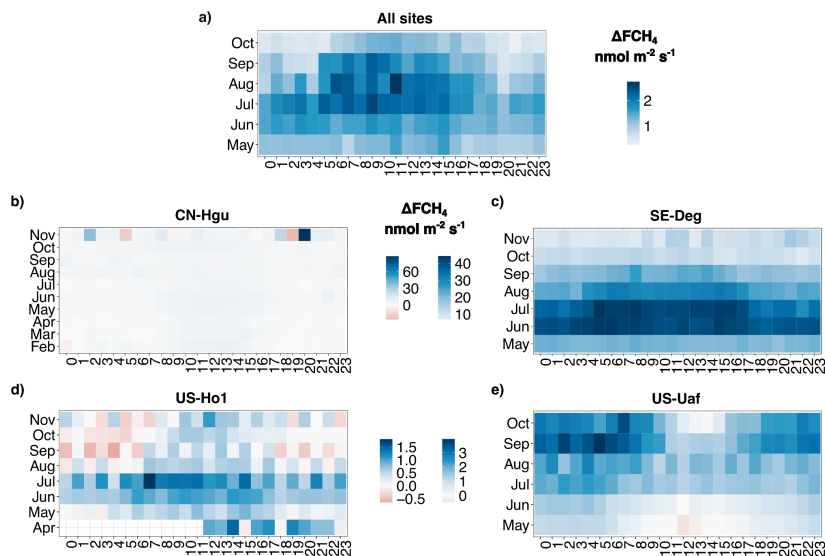 a)
All sites
Oct
Sep
Aug
Jul
Jun
May
0 1 2 3 4 5 6 7 8 9 10 11 12 13 14 15 16 17 18 19 20 21 22 23
ΔFCH₄
nmol m⁻² s⁻¹
2
1
b)
CN-Hgu
Nov
Oct
Sep
Aug
Jul
Jun
May
Apr
Mar
Feb
0 1 2 3 4 5 6 7 8 9 10 11 12 13 14 15 16 17 18 19 20 21 22 23
ΔFCH₄
nmol m⁻² s⁻¹
60
30
0
40
30
20
10
c)
SE-Deg
Nov
Oct
Sep
Aug
Jul
Jun
May
0 1 2 3 4 5 6 7 8 9 10 11 12 13 14 15 16 17 18 19 20 21 22 23
d)
US-Ho1
Nov
Oct
Sep
Aug
Jul
Jun
May
Apr
0 1 2 3 4 5 6 7 8 9 10 11 12 13 14 15 16 17 18 19 20 21 22 23
1.5
1.0
0.5
0.0
−0.5
3
2
1
0
e)
US-Uaf
Oct
Sep
Aug
Jul
Jun
May
0 1 2 3 4 5 6 7 8 9 10 11 12 13 14 15 16 17 18 19 20 21 22 23